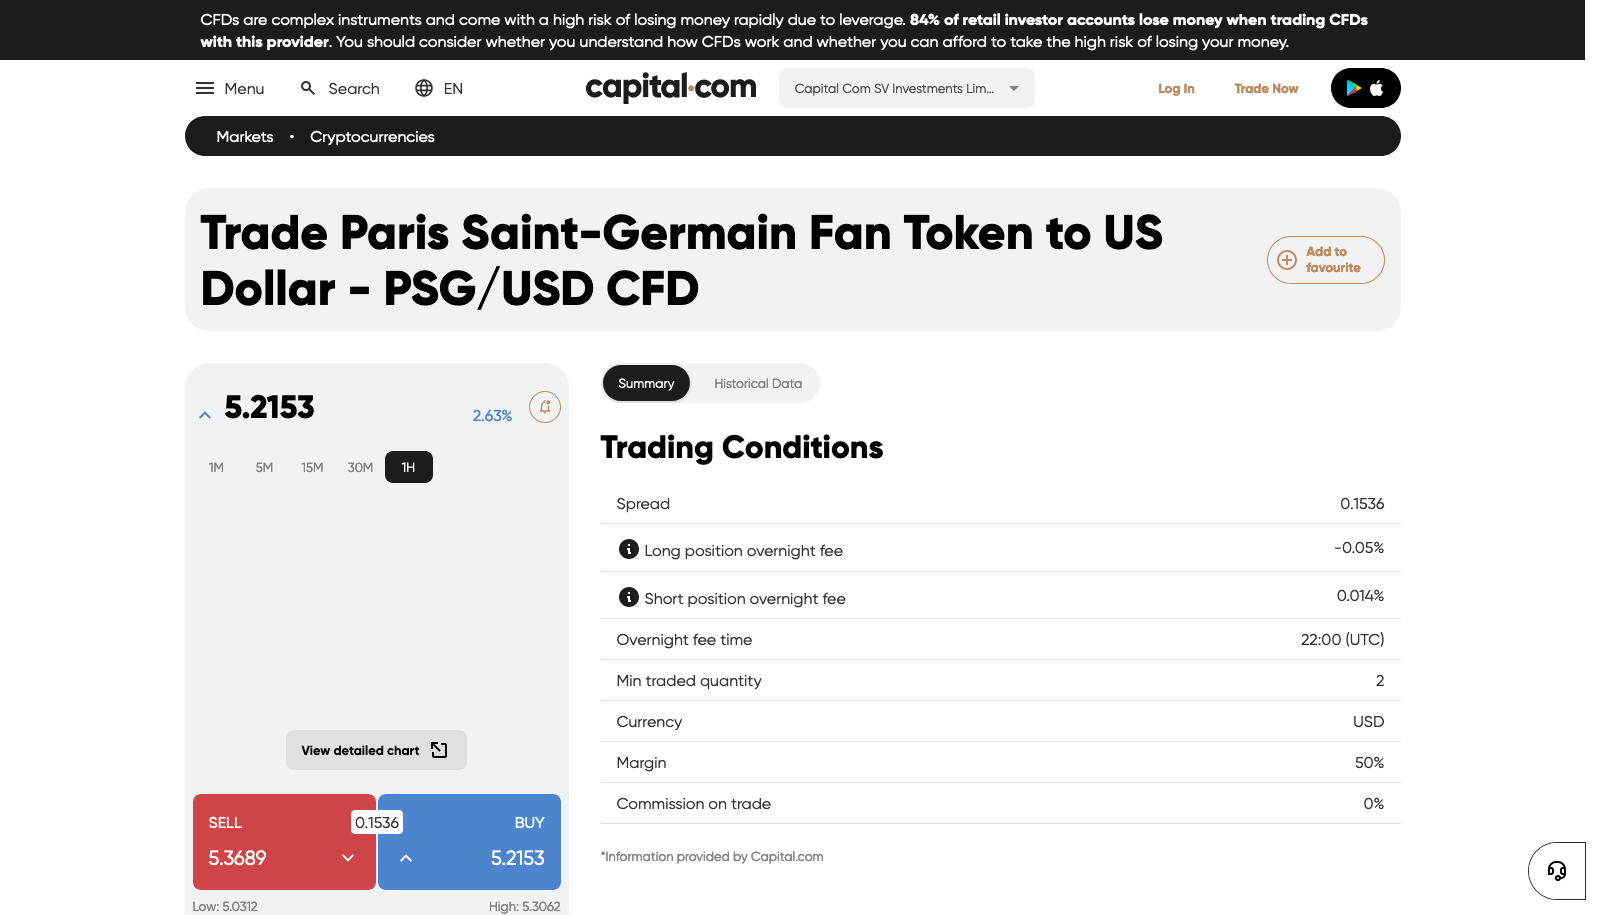 CFDs are complex instruments and come with a high risk of losing money rapidly due to leverage. 84% of retail investor accounts lose money when trading CFDs
with this provider. You should consider whether you understand how CFDs work and whether you can afford to take the high risk of losing your money.
Menu
Search
EN
capital.com
Capital Com SV Investments Lim...
Log In
Trade Now
Markets • Cryptocurrencies
Trade Paris Saint-Germain Fan Token to US
Dollar - PSG/USD CFD
Add to
favourite
5.2153
2.63%
1M 5M 15M 30M 1H
View detailed chart
SELL
5.3689
0.1536
BUY
5.2153
Low: 5.0312
High: 5.3062
Summary
Historical Data
Trading Conditions
Spread 0.1536
Long position overnight fee -0.05%
Short position overnight fee 0.014%
Overnight fee time 22:00 (UTC)
Min traded quantity 2
Currency USD
Margin 50%
Commission on trade 0%
*Information provided by Capital.com